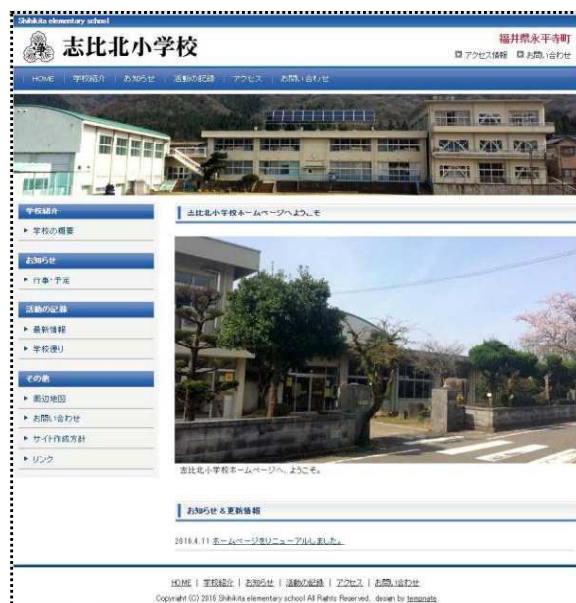 Shihikita elementary school
志比北小学校
福井県永平寺町
アクセス情報 お問い合わせ
HOME | 学校紹介 | お知らせ | 活動の記録 | アクセス | お問い合わせ
学校紹介
学校の概要
お知らせ
行事・予定
活動の記録
最新情報
学校便り
その他
周辺地図
お問い合わせ
サイト作成方針
リンク
志比北小学校ホームページへようこそ
志比北小学校ホームページへ、ようこそ。
お知らせ&更新情報
2016.4.11 ホームページをリニューアルしました。
HOME | 学校紹介 | お知らせ | 活動の記録 | アクセス | お問い合わせ
Copyright (C) 2016 Shihikita elementary school All Rights Reserved. design by tempnate